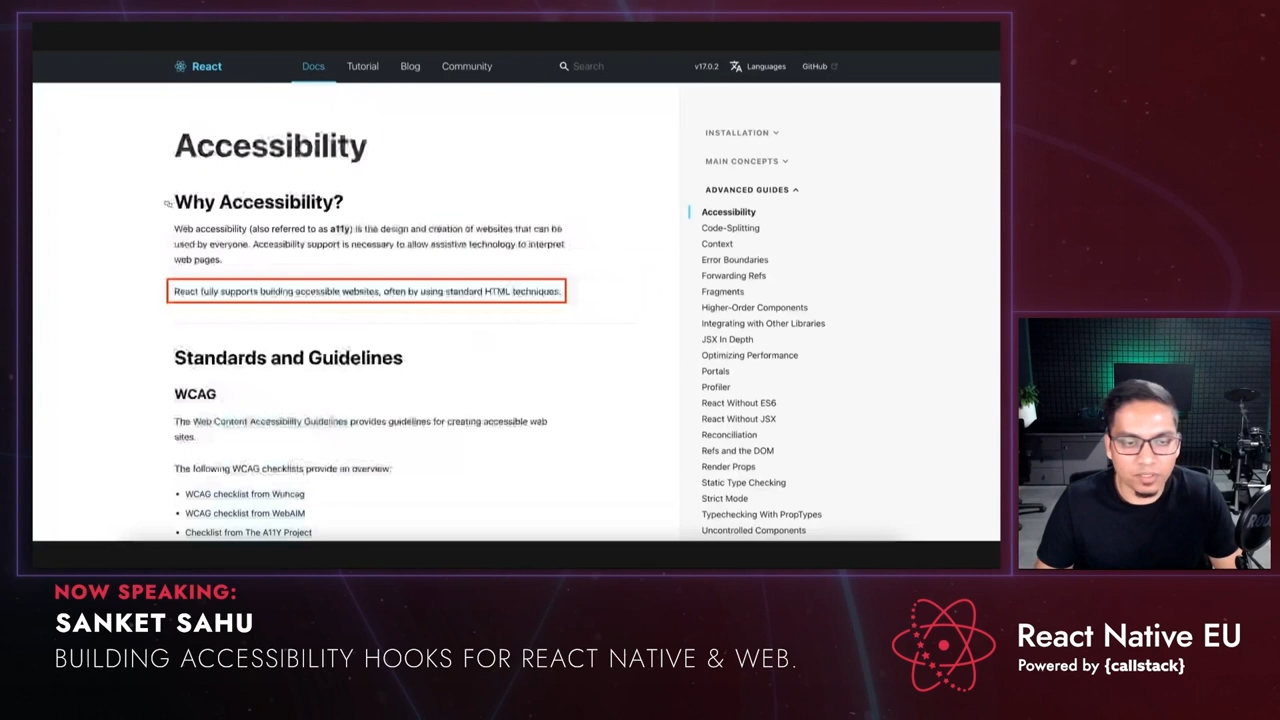 React
Docs
Tutorial
Blog
Community
Search
v17.0.2
Languages
GitHub
Accessibility
Why Accessibility?
Web accessibility (also referred to as a11y) is the design and creation of websites that can be
used by everyone. Accessibility support is necessary to allow assistive technology to interpret
web pages.
React fully supports building accessible websites, often by using standard HTML techniques.
Standards and Guidelines
WCAG
The Web Content Accessibility Guidelines provides guidelines for creating accessible web
sites.
The following WCAG checklists provide an overview:
• WCAG checklist from Wuhcag
• WCAG checklist from WebAIM
• Checklist from The A11Y Project
INSTALLATION
MAIN CONCEPTS
ADVANCED GUIDES
Accessibility
Code-Splitting
Context
Error Boundaries
Forwarding Refs
Fragments
Higher-Order Components
Integrating with Other Libraries
JSX In Depth
Optimizing Performance
Portals
Profiler
React Without ES6
React Without JSX
Reconciliation
Refs and the DOM
Render Props
Static Type Checking
Strict Mode
Typechecking With PropTypes
Uncontrolled Components
NOW SPEAKING:
SANKET SAHU
BUILDING ACCESSIBILITY HOOKS FOR REACT NATIVE & WEB.
React Native EU
Powered by {callstack}